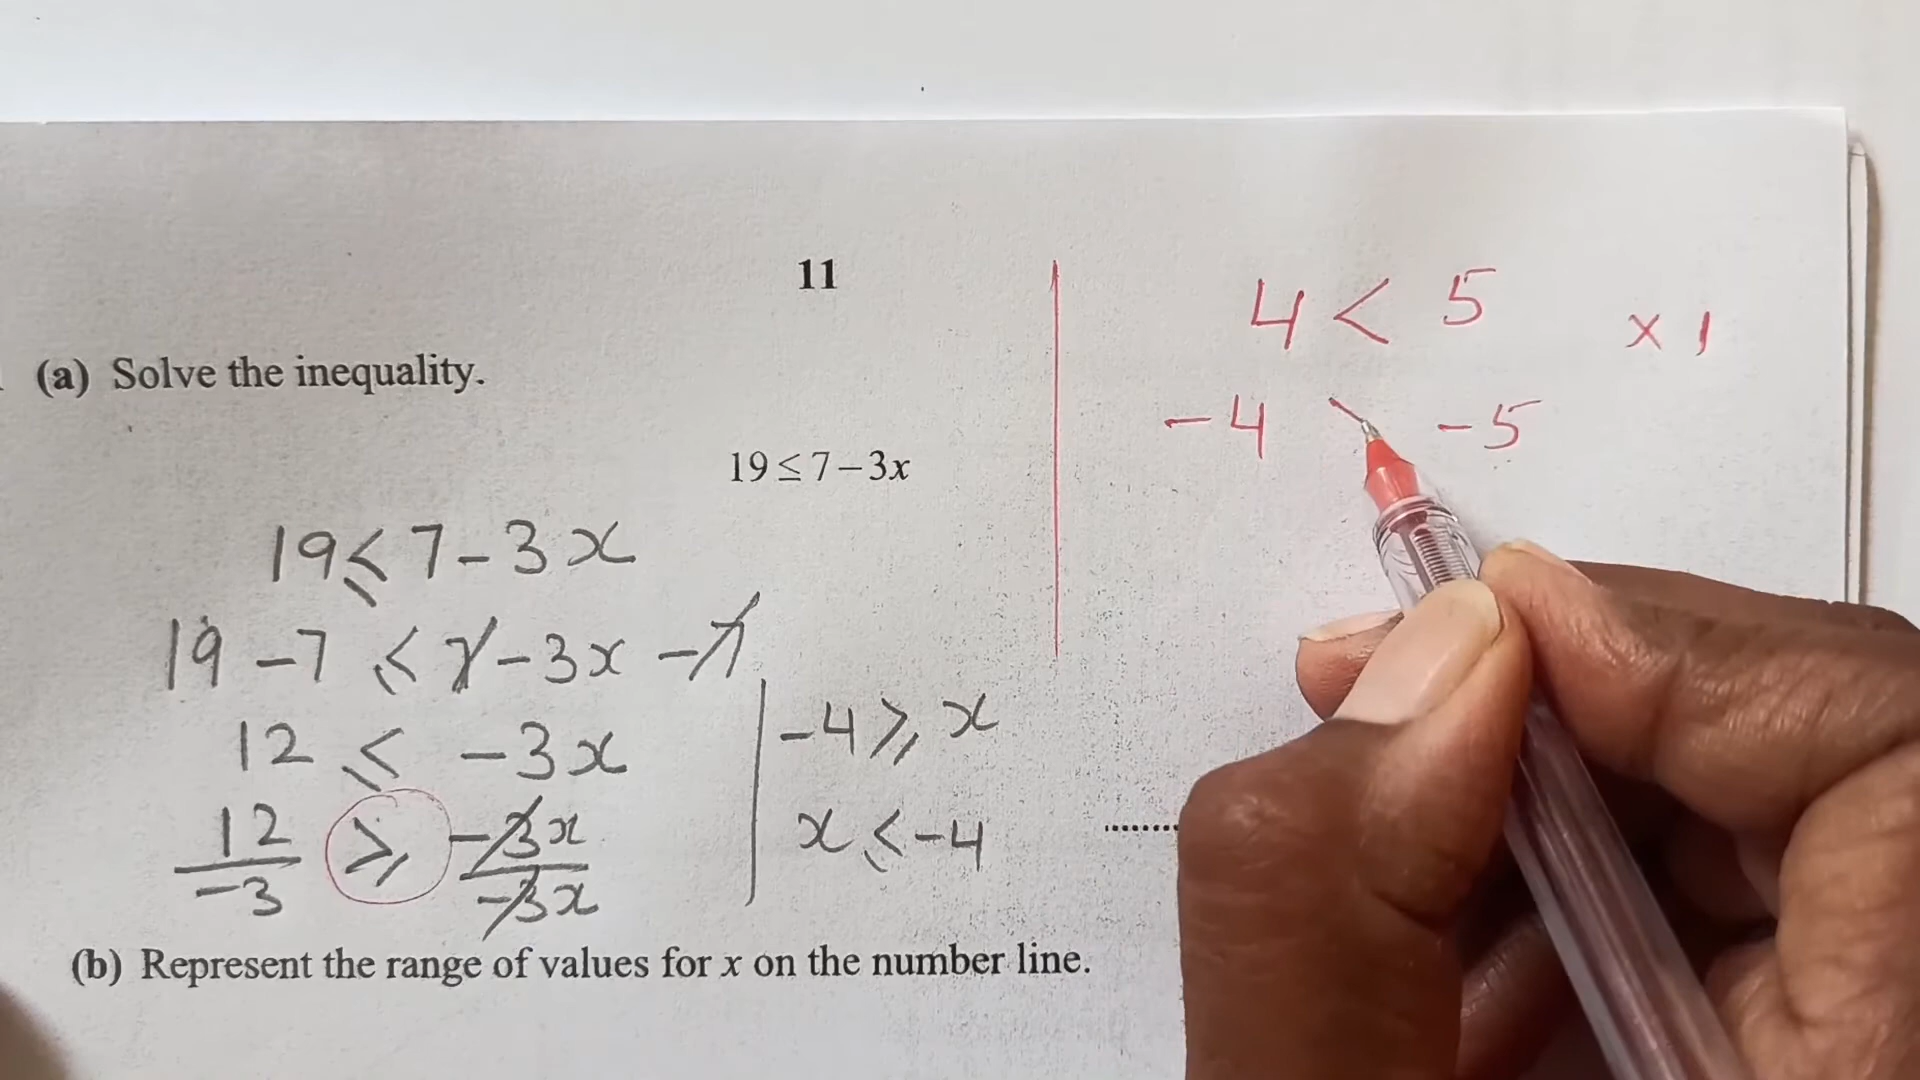 11
(a) Solve the inequality.
19 ≤ 7 – 3x
19 ≤ 7 - 3x
19 - 7 ≤ 7 - 3x - 7
12 ≤ -3x
12/-3 ≥ -3x/-3x
-4 ≥ x
x ≤ -4
4 < 5 × 1
-4 -5
(b) Represent the range of values for x on the number line.